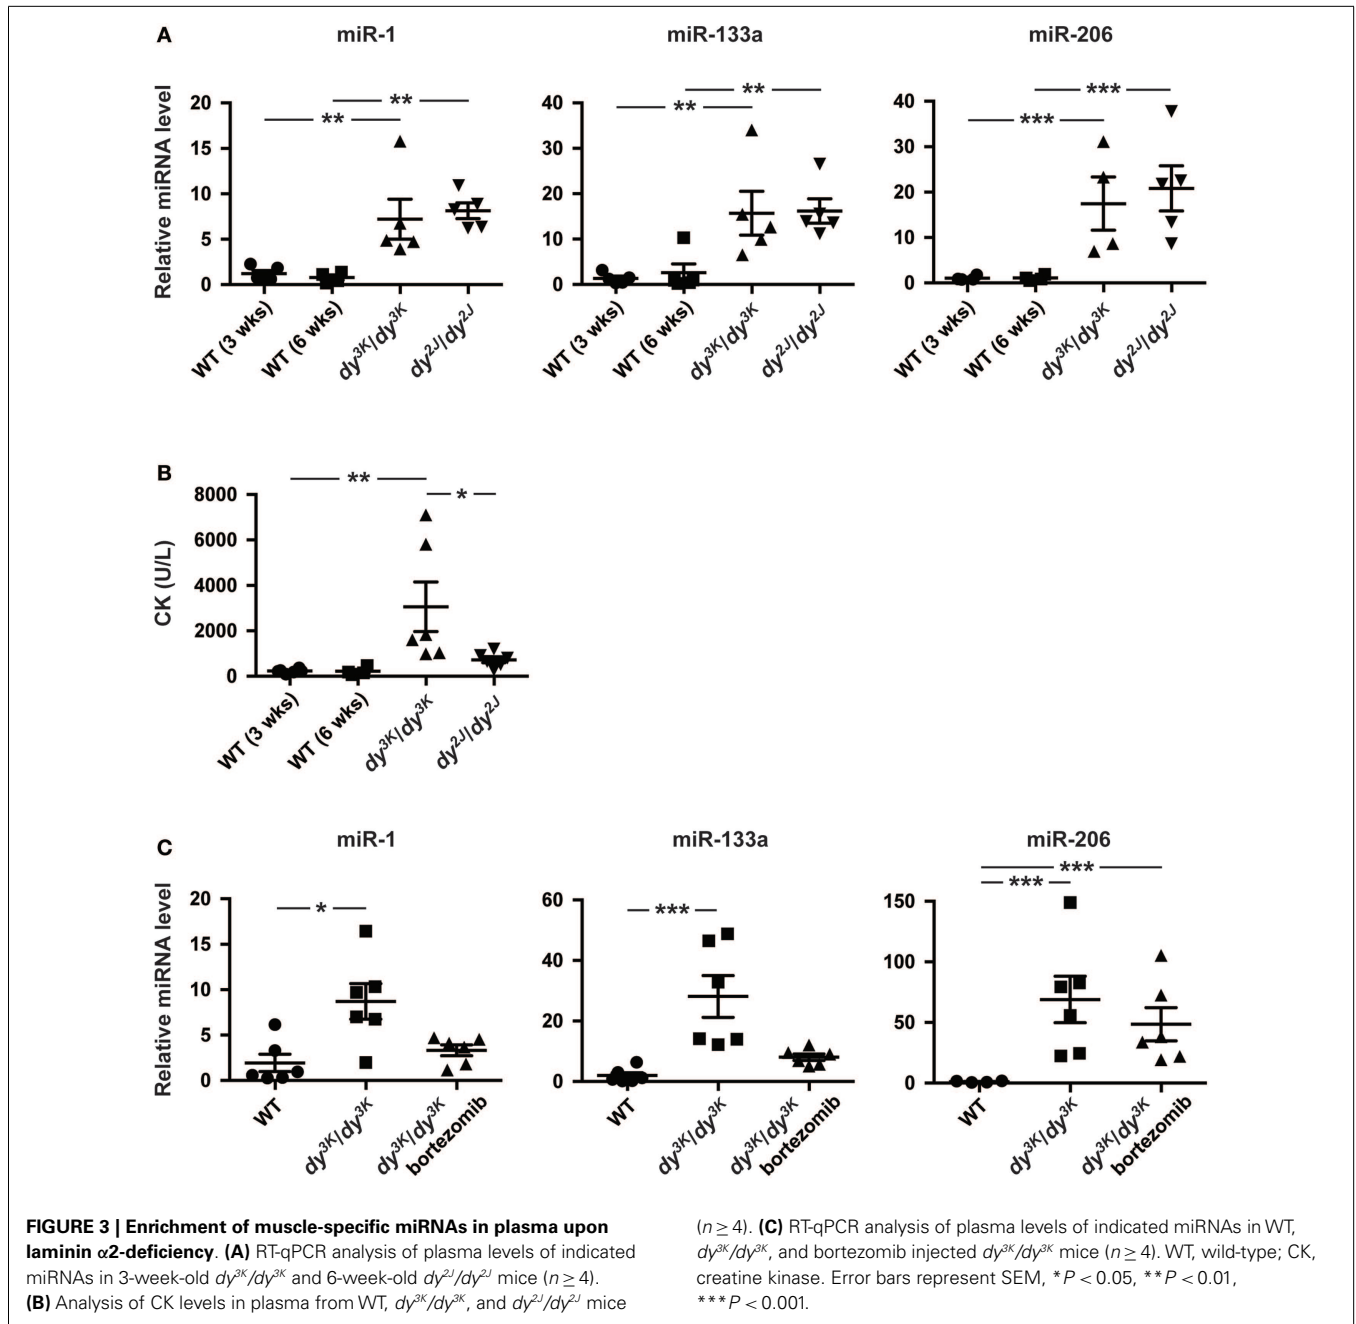 A
miR-1
miR-133a
miR-206
Relative miRNA level
20
15
10
5
0
**
**
WT (3 wks)
WT (6 wks)
dy3K/dy3K
dy2J/dy2J
40
30
20
10
0
**
**
WT (3 wks)
WT (6 wks)
dy3K/dy3K
dy2J/dy2J
40
30
20
10
0
***
***
WT (3 wks)
WT (6 wks)
dy3K/dy3K
dy2J/dy2J
B
CK (U/L)
8000
6000
4000
2000
0
**
*
WT (3 wks)
WT (6 wks)
dy3K/dy3K
dy2J/dy2J
C
miR-1
miR-133a
miR-206
Relative miRNA level
20
15
10
5
0
*
WT
dy3K/dy3K
dy3K/dy3K
bortezomib
60
40
20
0
***
WT
dy3K/dy3K
dy3K/dy3K
bortezomib
150
100
50
0
***
***
WT
dy3K/dy3K
dy3K/dy3K
bortezomib
FIGURE 3 | Enrichment of muscle-specific miRNAs in plasma upon
laminin α2-deficiency. (A) RT-qPCR analysis of plasma levels of indicated
miRNAs in 3-week-old dy3K/dy3K and 6-week-old dy2J/dy2J mice (n ≥ 4).
(B) Analysis of CK levels in plasma from WT, dy3K/dy3K, and dy2J/dy2J mice
(n ≥ 4). (C) RT-qPCR analysis of plasma levels of indicated miRNAs in WT,
dy3K/dy3K, and bortezomib injected dy3K/dy3K mice (n ≥ 4). WT, wild-type; CK,
creatine kinase. Error bars represent SEM, *P < 0.05, **P < 0.01,
***P < 0.001.